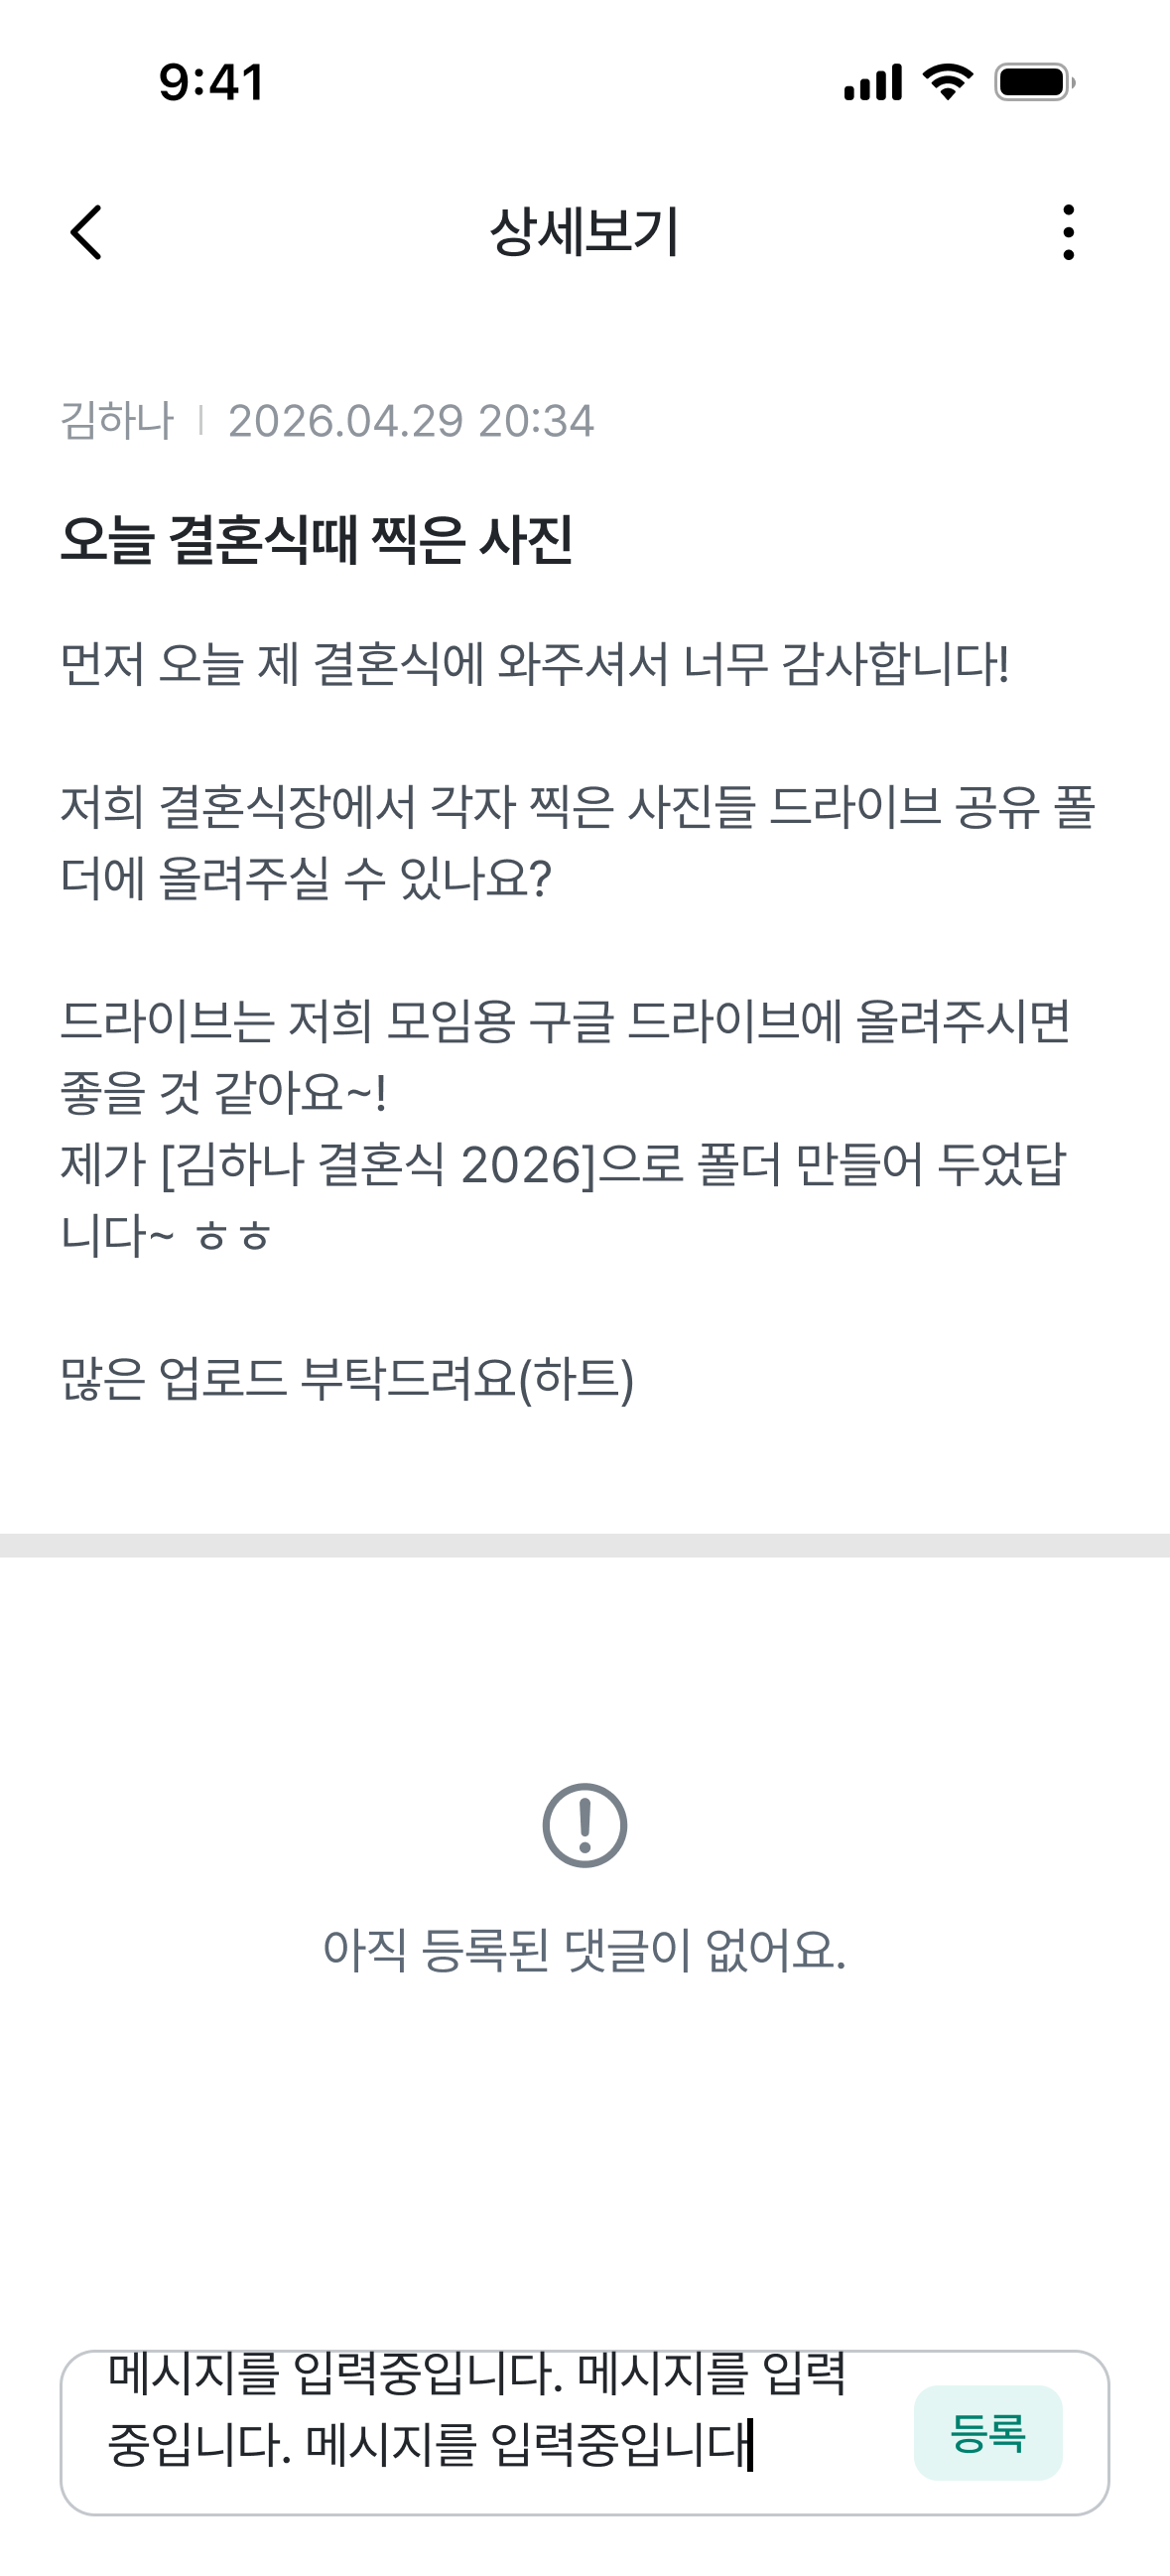 9:41
상세보기
김하나 | 2026.04.29 20:34
오늘 결혼식때 찍은 사진
먼저 오늘 제 결혼식에 와주셔서 너무 감사합니다!
저희 결혼식장에서 각자 찍은 사진들 드라이브 공유 폴
더에 올려주실 수 있나요?
드라이브는 저희 모임용 구글 드라이브에 올려주시면
좋을 것 같아요~!
제가 [김하나 결혼식 2026]으로 폴더 만들어 두었답
니다~ ㅎㅎ
많은 업로드 부탁드려요(하트)
아직 등록된 댓글이 없어요.
메시지를 입력중입니다. 메시지를 입력
중입니다. 메시지를 입력중입니다
등록